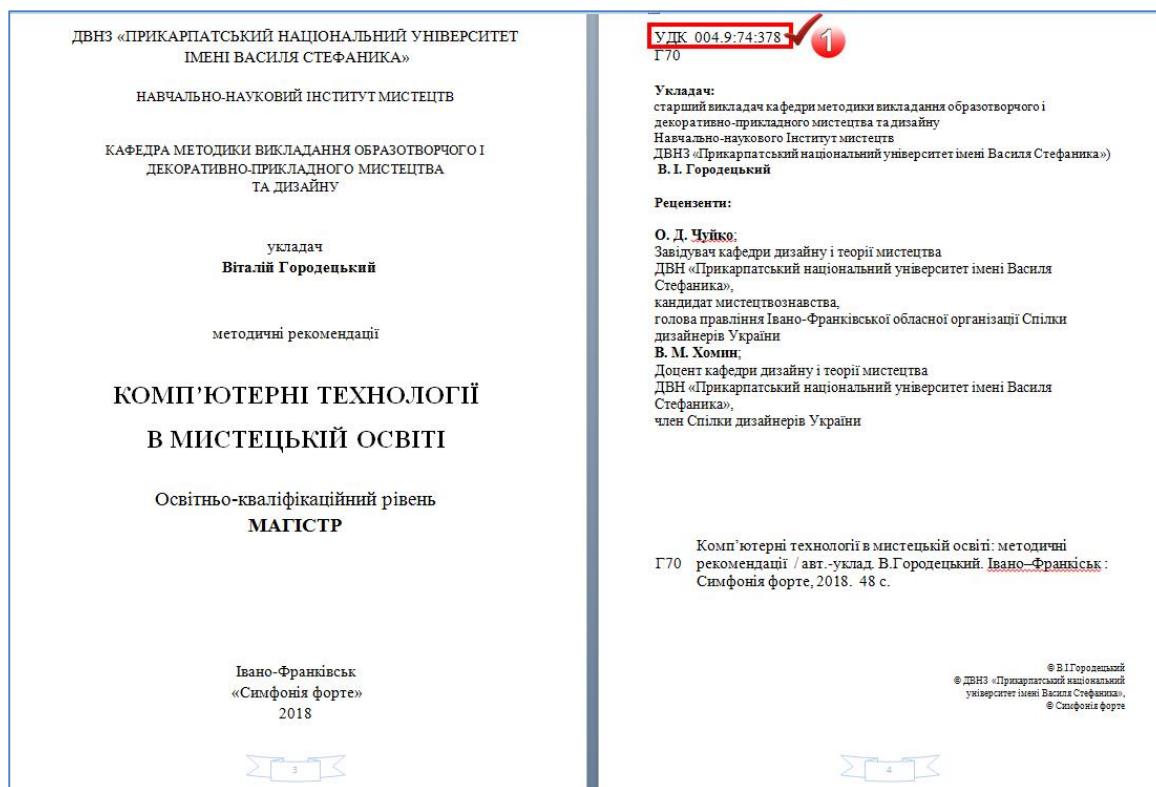 ДВНЗ «ПРИКАРПАТСЬКИЙ НАЦІОНАЛЬНИЙ УНІВЕРСИТЕТ
ІМЕНІ ВАСИЛЯ СТЕФАНИКА»
НАВЧАЛЬНО-НАУКОВИЙ ІНСТИТУТ МИСТЕЦТВ
КАФЕДРА МЕТОДИКИ ВИКЛАДАННЯ ОБРАЗОТВОРЧОГО І
ДЕКОРАТИВНО-ПРИКЛАДНОГО МИСТЕЦТВА
ТА ДИЗАЙНУ
укладач
Віталій Городецький
методичні рекомендації
КОМП’ЮТЕРНІ ТЕХНОЛОГІЇ
В МИСТЕЦЬКІЙ ОСВІТІ
Освітньо-кваліфікаційний рівень
МАГІСТР
Івано-Франківськ
«Симфонія форте»
2018
3
УДК 004.9:74:378
1
Г70
Укладач:
старший викладач кафедри методики викладання образотворчого і
декоративно-прикладного мистецтва та дизайну
Навчально-наукового Інститут мистецтв
ДВНЗ «Прикарпатський національний університет імені Василя Стефаника»)
В. І. Городецький
Рецензенти:
О. Д. Чуйко;
Завідувач кафедри дизайну і теорії мистецтва
ДВН «Прикарпатський національний університет імені Василя
Стефаника»,
кандидат мистецтвознавства,
голова правління Івано-Франківської обласної організації Спілки
дизайнерів України
В. М. Хомин;
Доцент кафедри дизайну і теорії мистецтва
ДВН «Прикарпатський національний університет імені Василя
Стефаника»,
член Спілки дизайнерів України
Комп’ютерні технології в мистецькій освіті: методичні
Г70 рекомендації / авт.-уклад. В.Городецький. Івано–Франкіськ :
Симфонія форте, 2018. 48 с.
© В.І.Городецький
© ДВНЗ «Прикарпатський національний
університет імені Василя Стефаника»,
© Симфонія форте
4